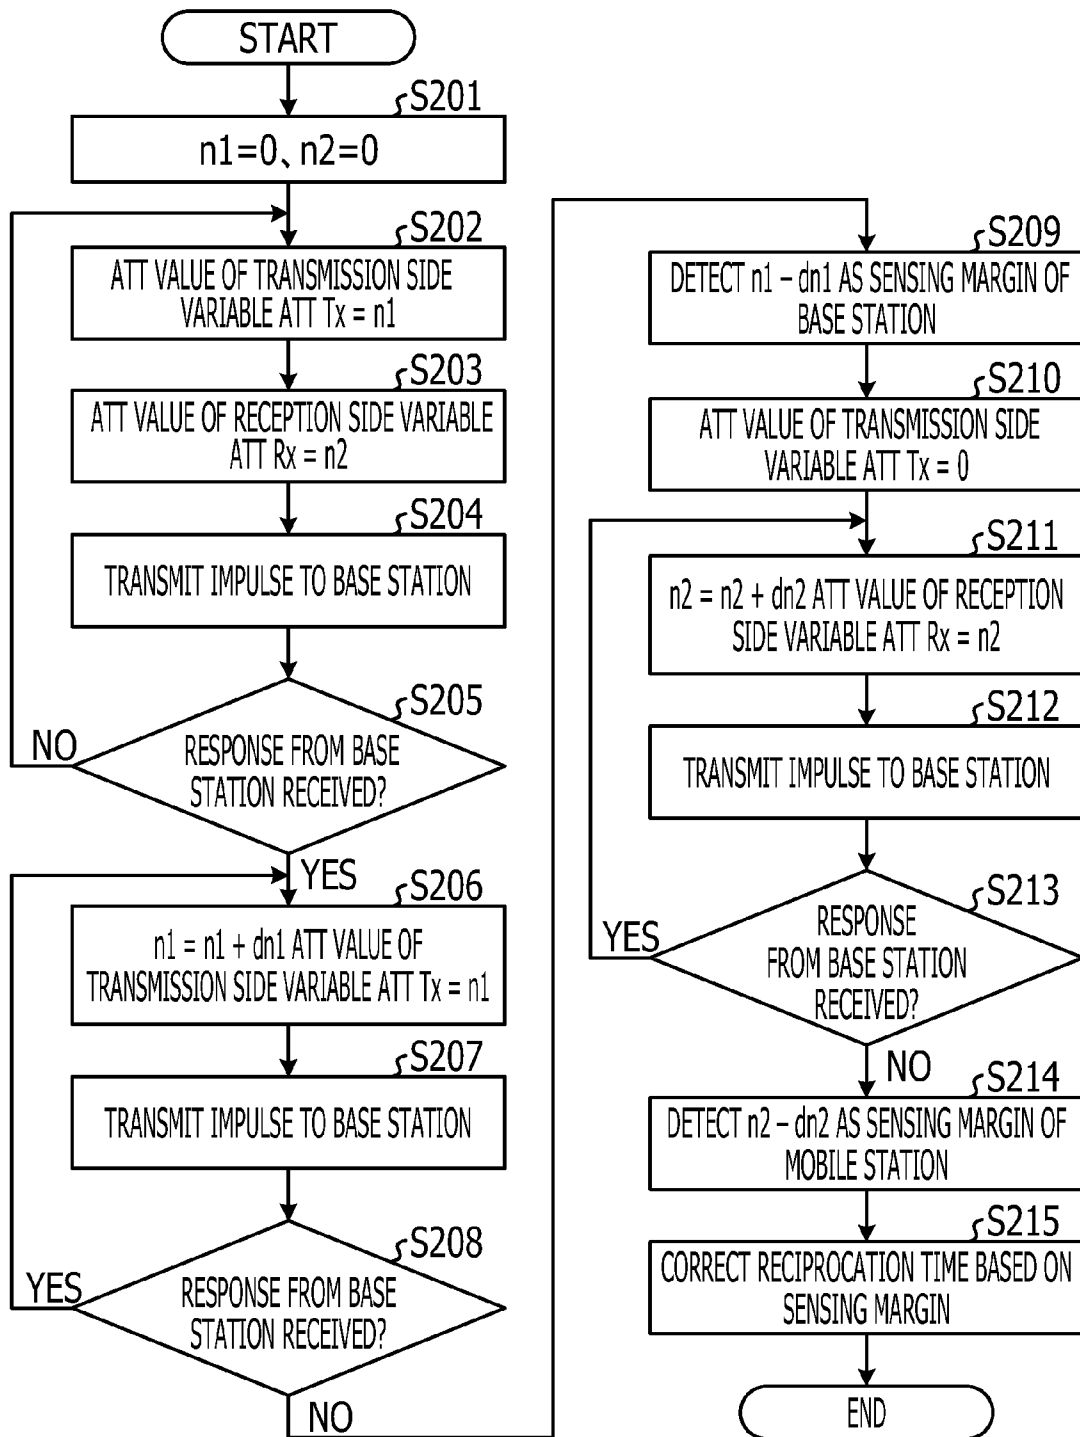 START
S201
n1=0、n2=0
S202
ATT VALUE OF TRANSMISSION SIDE
VARIABLE ATT Tx = n1
S203
ATT VALUE OF RECEPTION SIDE VARIABLE
ATT Rx = n2
S204
TRANSMIT IMPULSE TO BASE STATION
S205
NO
RESPONSE FROM BASE
STATION RECEIVED?
YES
S206
n1 = n1 + dn1 ATT VALUE OF
TRANSMISSION SIDE VARIABLE ATT Tx = n1
S207
TRANSMIT IMPULSE TO BASE STATION
S208
YES
RESPONSE FROM BASE
STATION RECEIVED?
NO
S209
DETECT n1 – dn1 AS SENSING MARGIN OF
BASE STATION
S210
ATT VALUE OF TRANSMISSION SIDE
VARIABLE ATT Tx = 0
S211
n2 = n2 + dn2 ATT VALUE OF RECEPTION
SIDE VARIABLE ATT Rx = n2
S212
TRANSMIT IMPULSE TO BASE STATION
S213
YES
RESPONSE
FROM BASE STATION
RECEIVED?
NO
S214
DETECT n2 – dn2 AS SENSING MARGIN OF
MOBILE STATION
S215
CORRECT RECIPROCATION TIME BASED ON
SENSING MARGIN
END